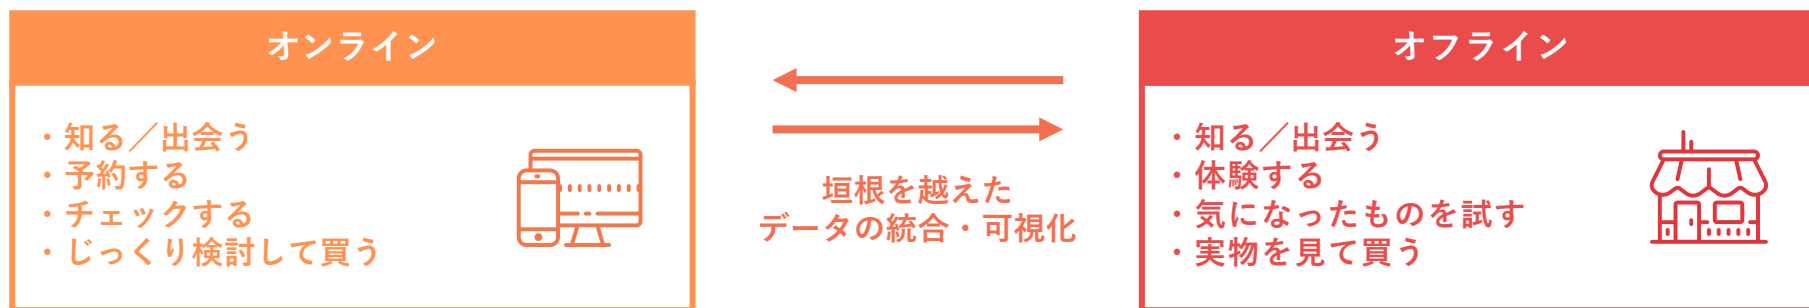 オンライン
・知る／出会う
・予約する
・チェックする
・じっくり検討して買う
垣根を越えた
データの統合・可視化
オフライン
・知る／出会う
・体験する
・気になったものを試す
・実物を見て買う